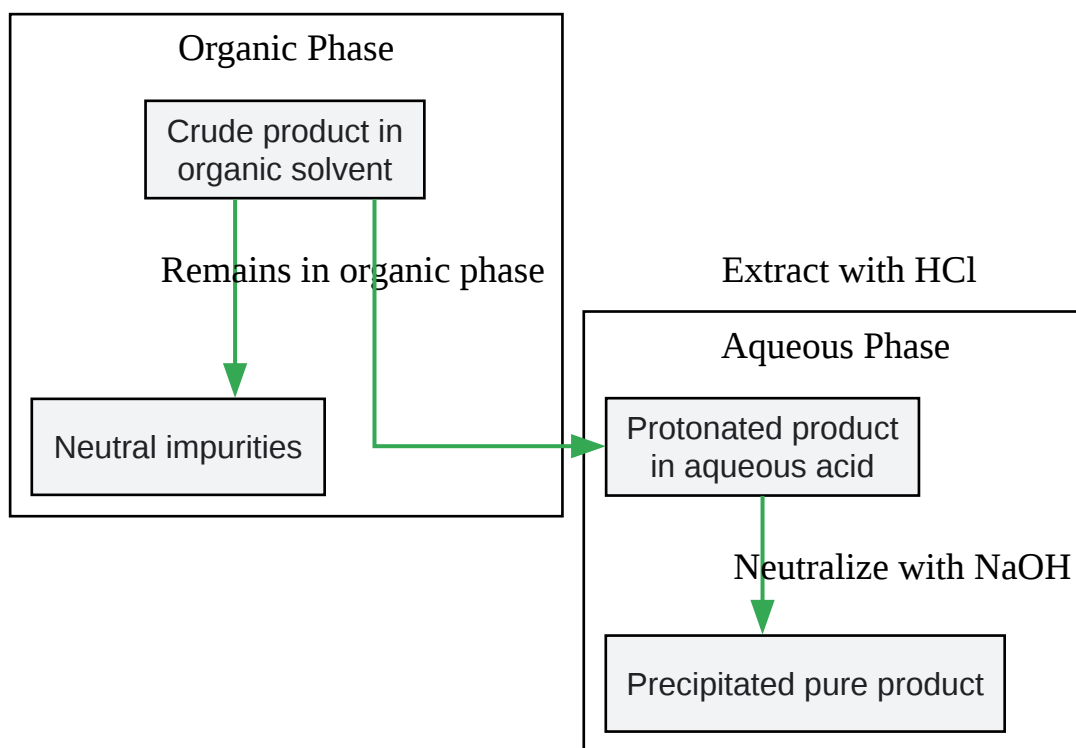 Organic Phase
Crude product in
organic solvent
Remains in organic phase
Extract with HCl
Aqueous Phase
Neutral impurities
Protonated product
in aqueous acid
Neutralize with NaOH
Precipitated pure product